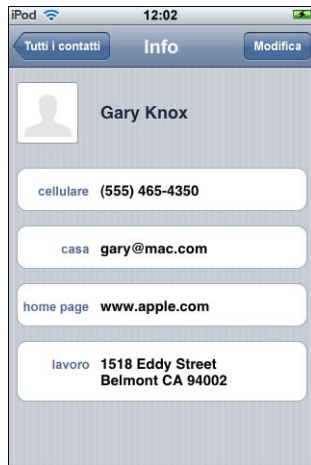 iPod 12:02
Tutti i contatti Info Modifica
Gary Knox
cellulare (555) 465-4350
casa gary@mac.com
home page www.apple.com
lavoro 1518 Eddy Street
Belmont CA 94002